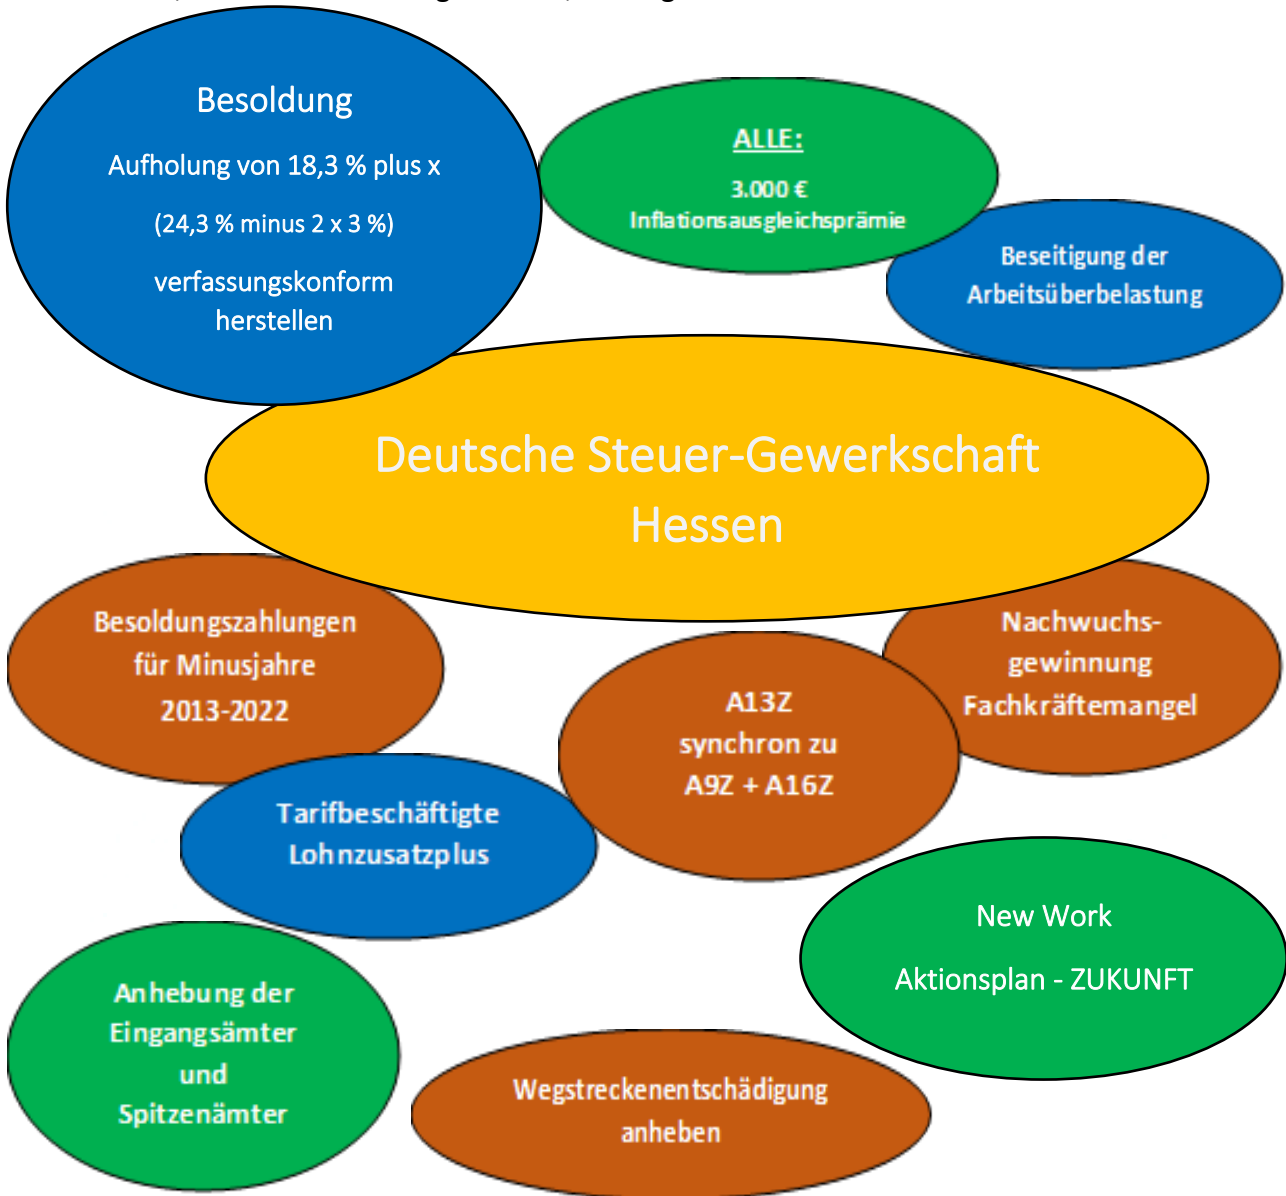 Besoldung
Aufholung von 18,3 % plus x
(24,3 % minus 2 x 3 %)
verfassungskonform
herstellen
ALLE:
3.000 €
Inflationsausgleichsprämie
Beseitigung der
Arbeitsüberbelastung
Deutsche Steuer-Gewerkschaft
Hessen
Besoldungszahlungen
für Minusjahre
2013-2022
Nachwuchs-
gewinnung
Fachkräftemangel
A13Z
synchron zu
A9Z + A16Z
Tarifbeschäftigte
Lohnzusatzplus
New Work
Aktionsplan - ZUKUNFT
Anhebung der
Eingangsämter
und
Spitzenämter
Wegstreckenentschädigung
anheben